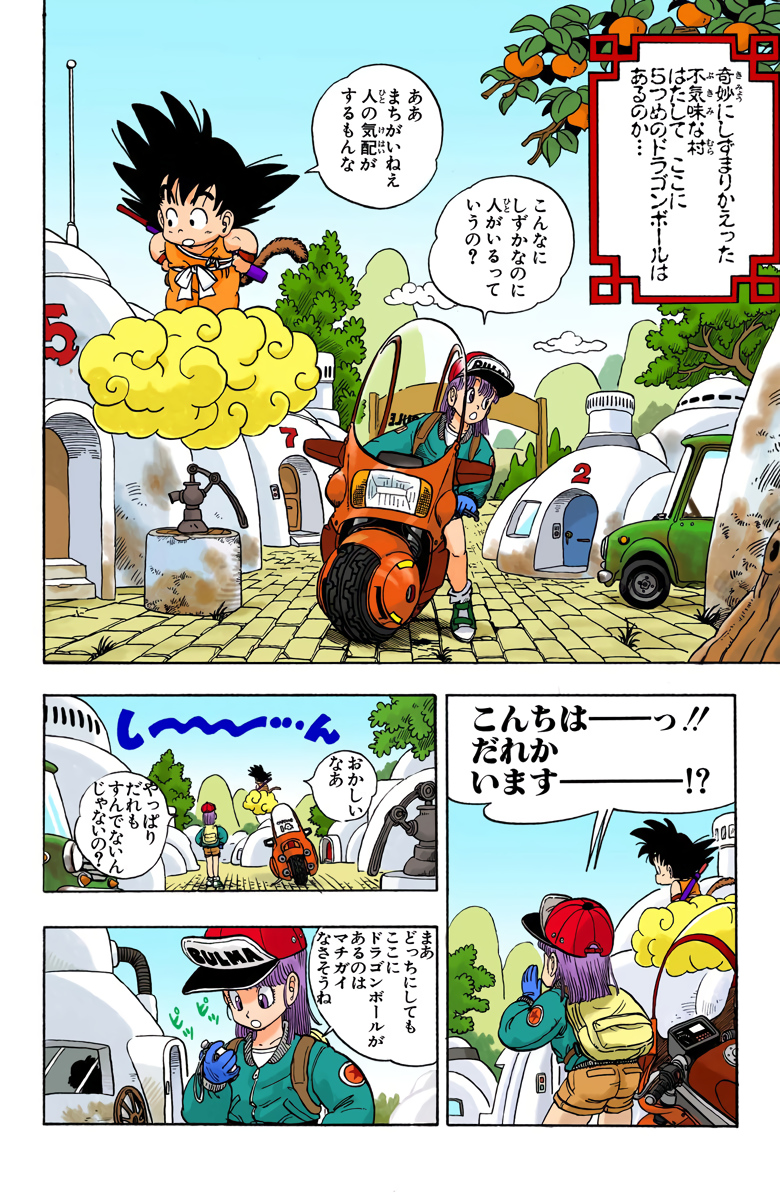 奇妙にしずまりかえった
不気味な村
はたして ここに
5つめのドラゴンボールは
あるのか…
こんなに
しずかなのに
人がいるって
いうの?
ああ
まちがいねえ
人の気配が
するもんな
5
7
2
BULMA
こんちは――っ!!
だれか
います―――!?
し〜〜〜…ん
おかしい
なあ
やっぱり
だれも
すんでないん
じゃないの?
まあ
どっちにしても
ここに
ドラゴンボールが
あるのは
マチガイ
なさそうね
BULMA
ピッ
ピッ